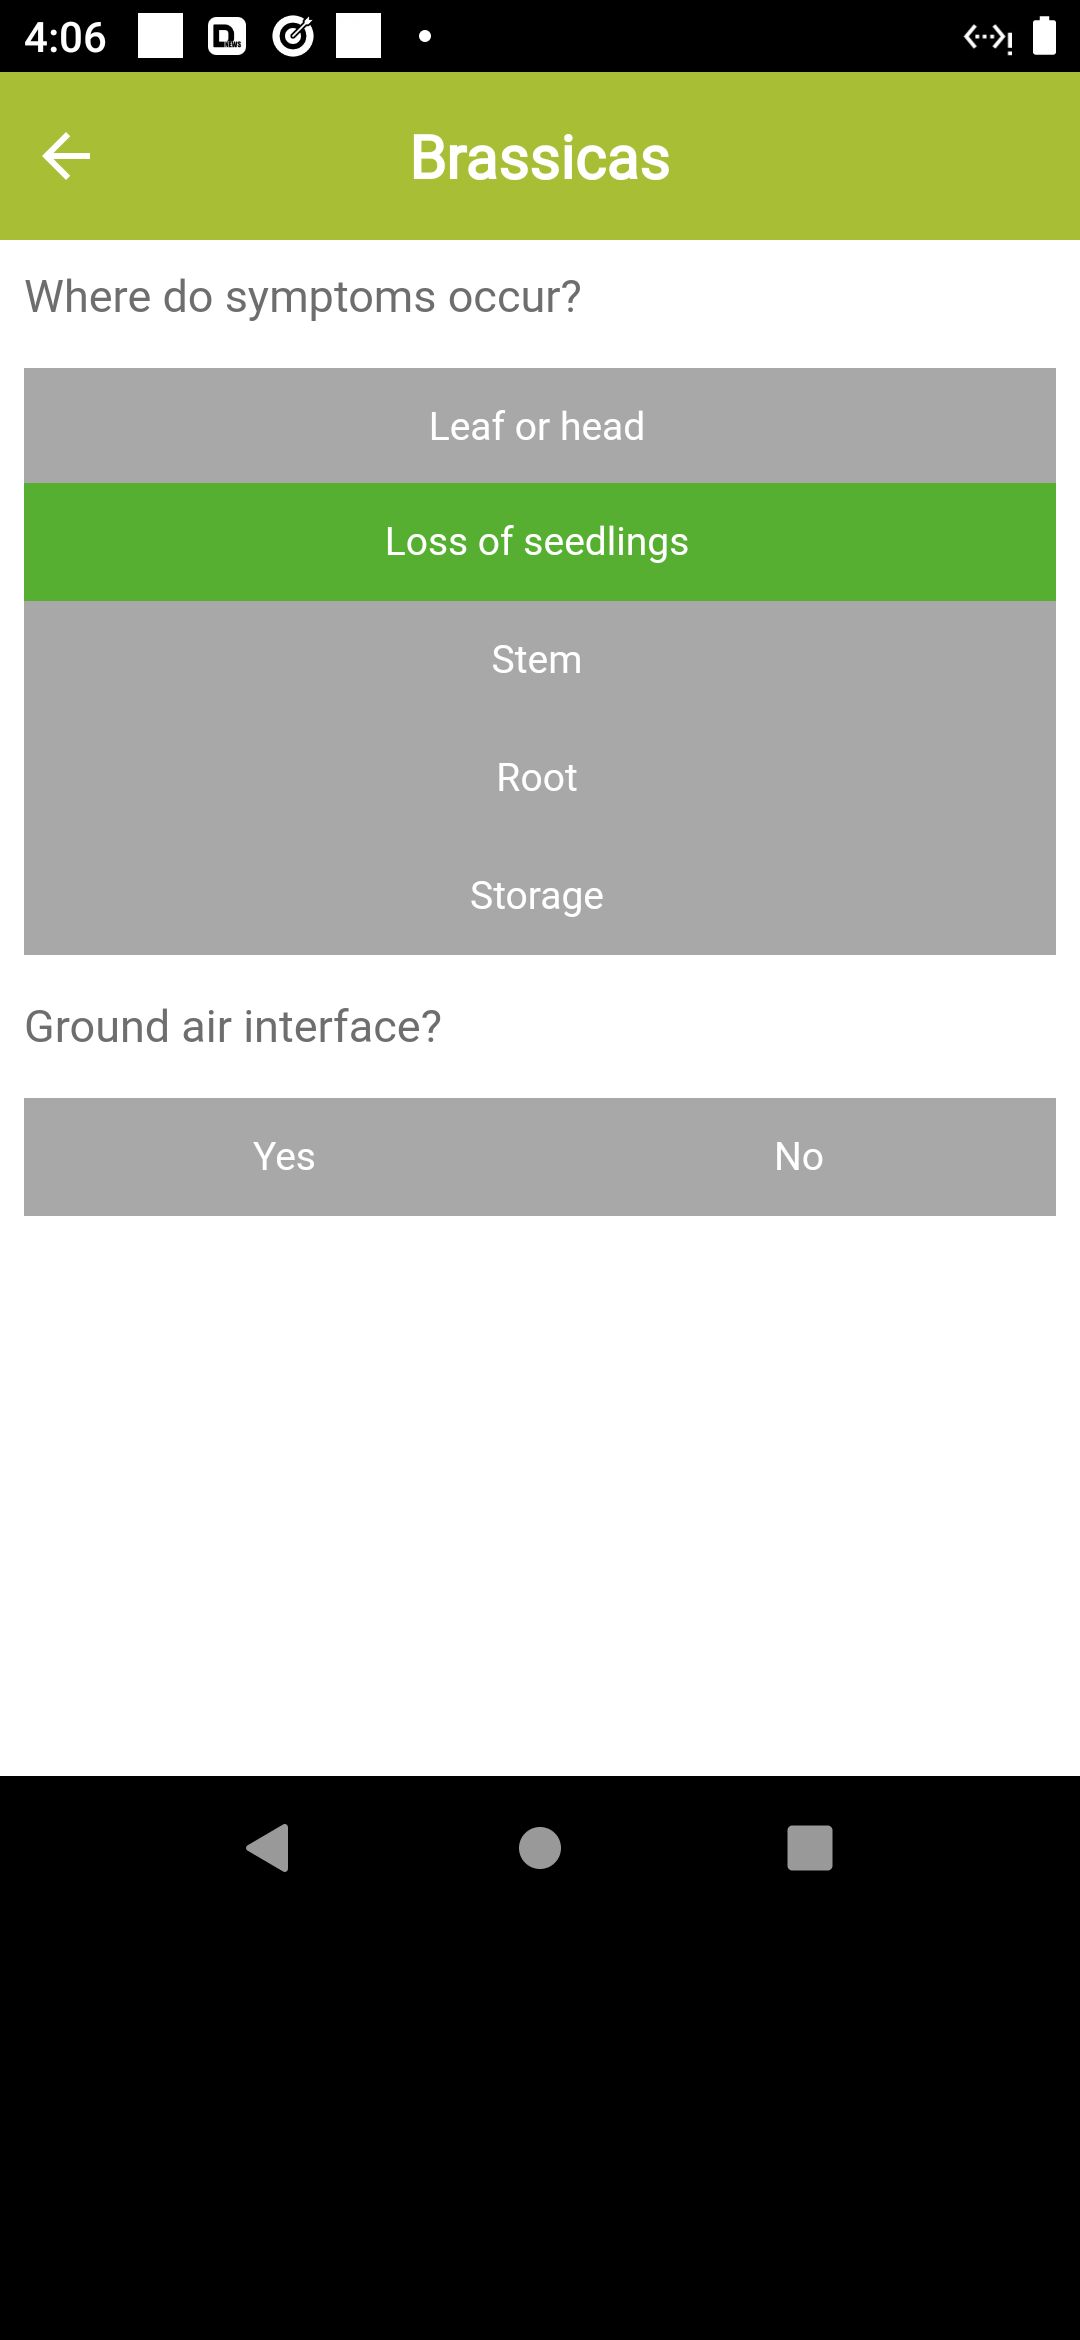 4:06
Brassicas
Where do symptoms occur?
Leaf or head
Loss of seedlings
Stem
Root
Storage
Ground air interface?
Yes No